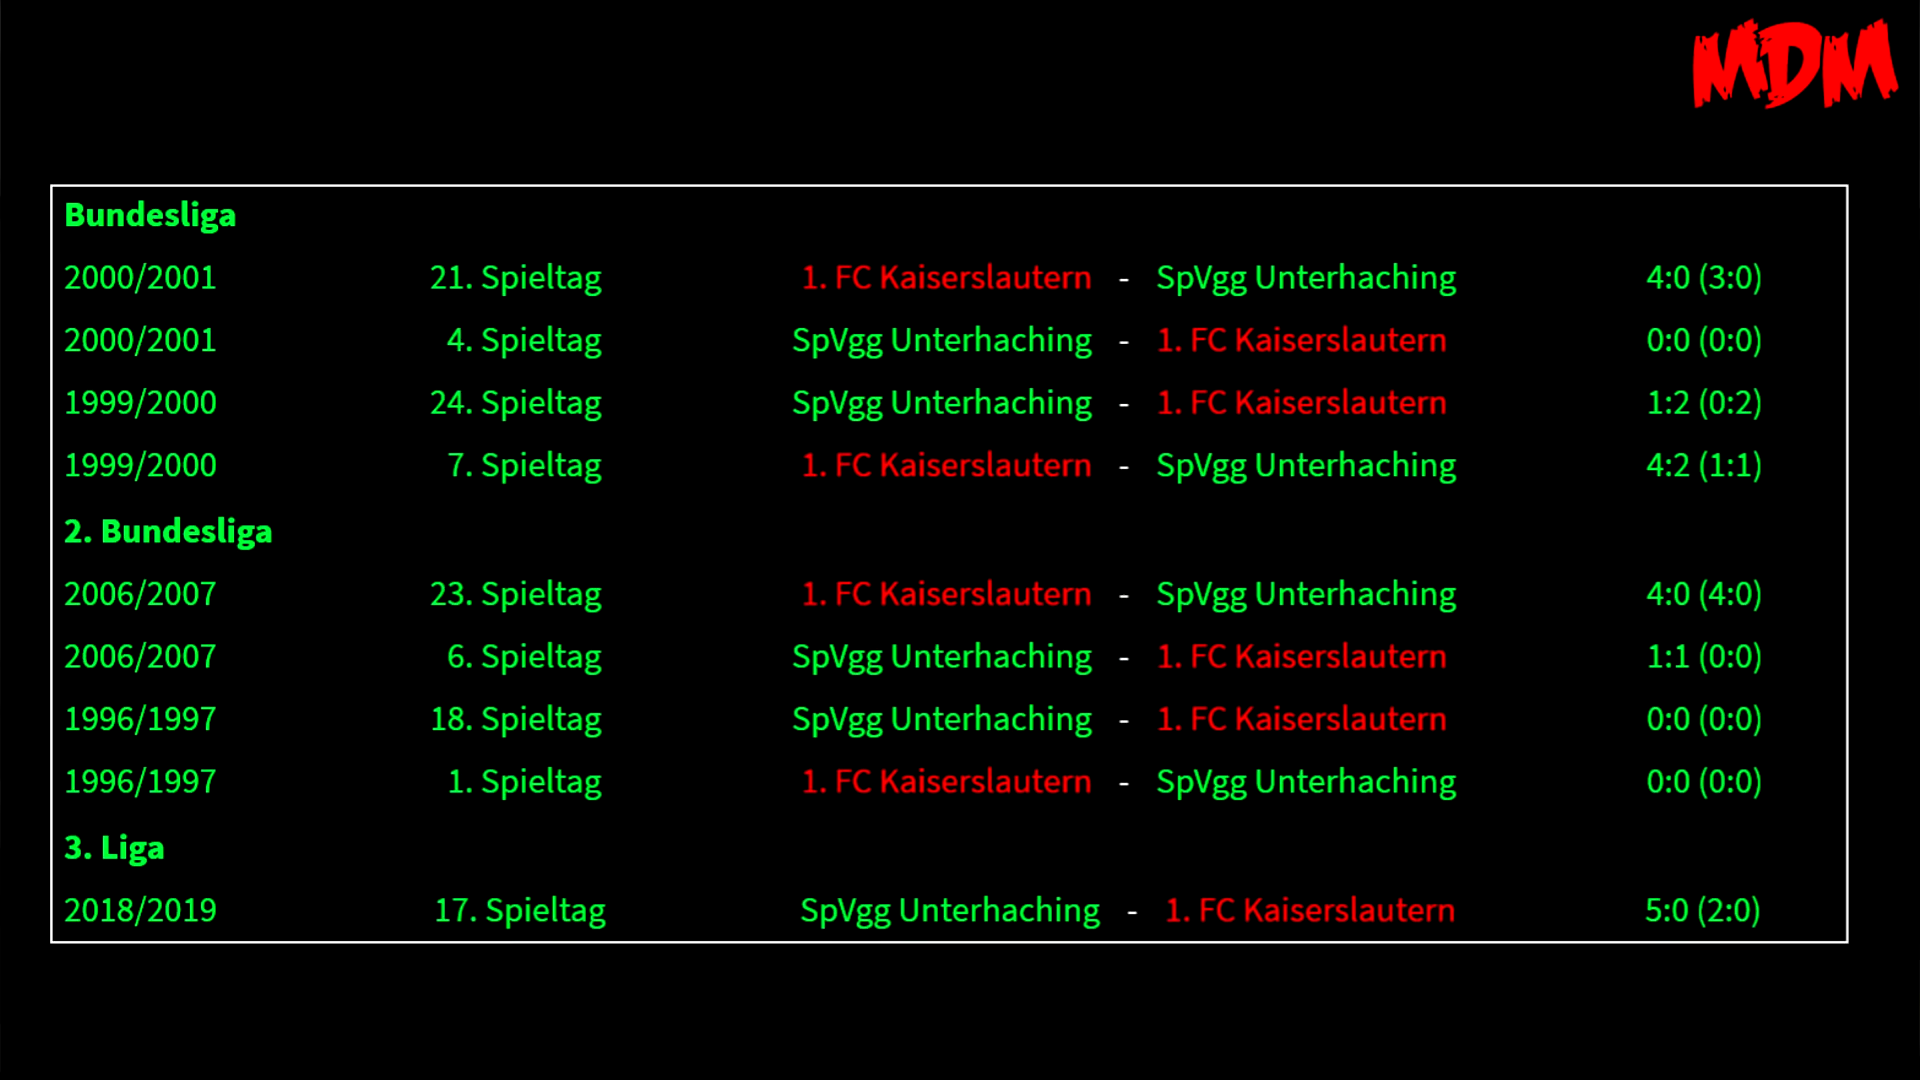 MDM
Bundesliga
2000/2001 21. Spieltag 1. FC Kaiserslautern - SpVgg Unterhaching 4:0 (3:0)
2000/2001 4. Spieltag SpVgg Unterhaching - 1. FC Kaiserslautern 0:0 (0:0)
1999/2000 24. Spieltag SpVgg Unterhaching - 1. FC Kaiserslautern 1:2 (0:2)
1999/2000 7. Spieltag 1. FC Kaiserslautern - SpVgg Unterhaching 4:2 (1:1)
2. Bundesliga
2006/2007 23. Spieltag 1. FC Kaiserslautern - SpVgg Unterhaching 4:0 (4:0)
2006/2007 6. Spieltag SpVgg Unterhaching - 1. FC Kaiserslautern 1:1 (0:0)
1996/1997 18. Spieltag SpVgg Unterhaching - 1. FC Kaiserslautern 0:0 (0:0)
1996/1997 1. Spieltag 1. FC Kaiserslautern - SpVgg Unterhaching 0:0 (0:0)
3. Liga
2018/2019 17. Spieltag SpVgg Unterhaching - 1. FC Kaiserslautern 5:0 (2:0)